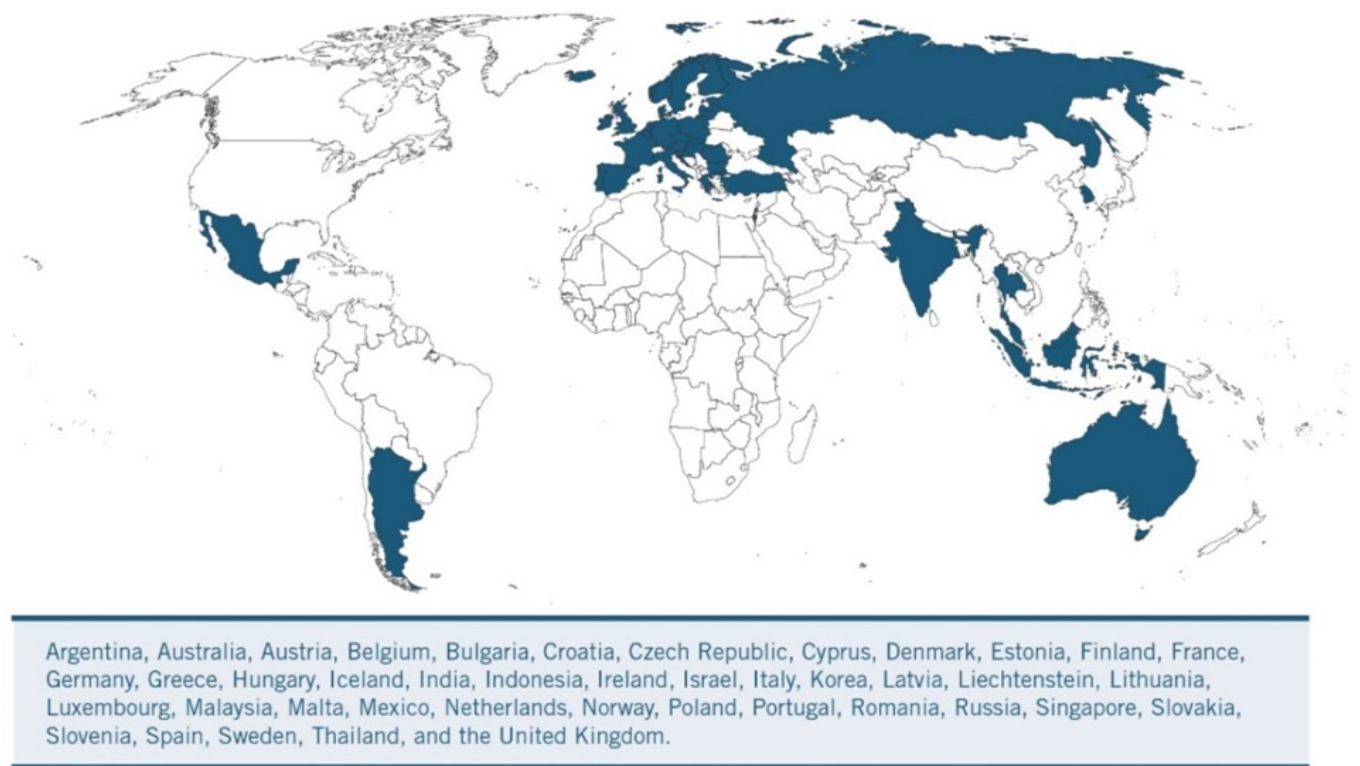 Argentina, Australia, Austria, Belgium, Bulgaria, Croatia, Czech Republic, Cyprus, Denmark, Estonia, Finland, France,
Germany, Greece, Hungary, Iceland, India, Indonesia, Ireland, Israel, Italy, Korea, Latvia, Liechtenstein, Lithuania,
Luxembourg, Malaysia, Malta, Mexico, Netherlands, Norway, Poland, Portugal, Romania, Russia, Singapore, Slovakia,
Slovenia, Spain, Sweden, Thailand, and the United Kingdom.